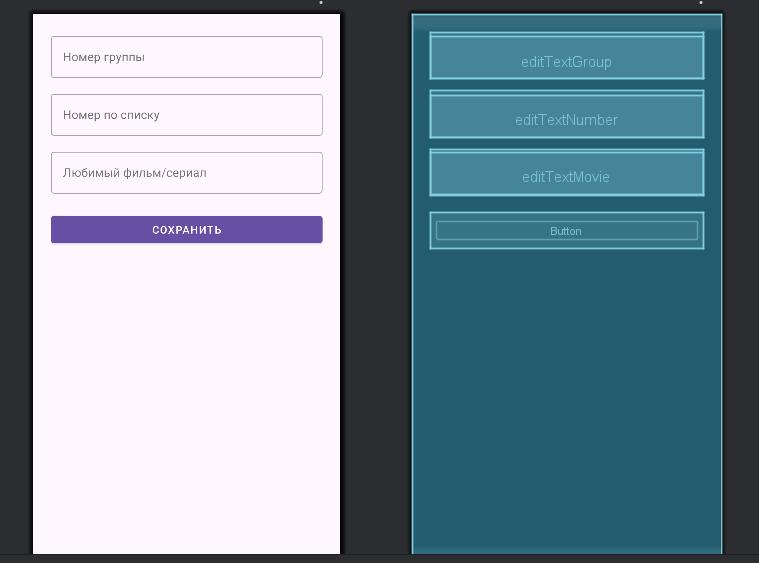 Номер группы
Номер по списку
Любимый фильм/сериал
СОХРАНИТЬ
editTextGroup
editTextNumber
editTextMovie
Button